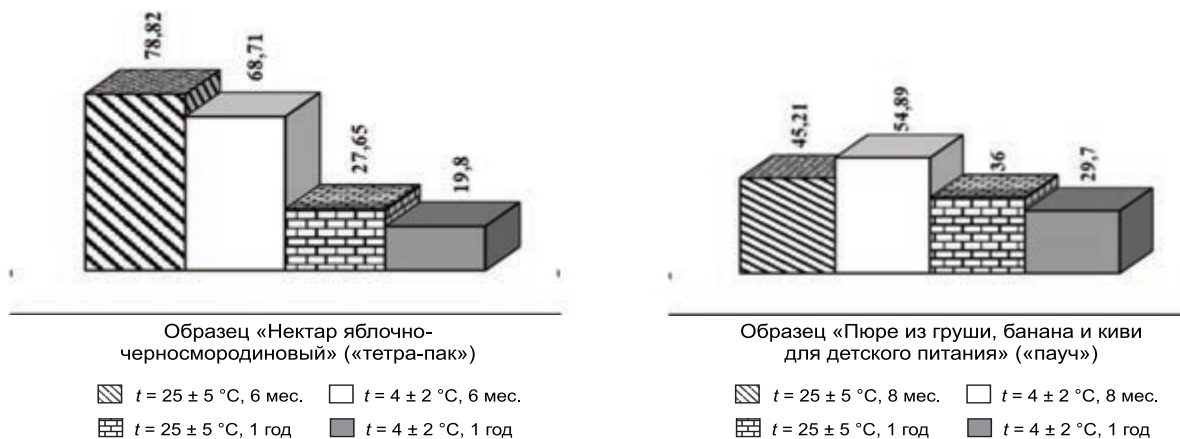 78,82
68,71
27,65
19,8
Образец «Нектар яблочно-
черносмородиновый» («тетра-пак»)
t = 25 ± 5 °C, 6 мес.
t = 4 ± 2 °C, 6 мес.
t = 25 ± 5 °C, 1 год
t = 4 ± 2 °C, 1 год
45,21
54,89
36
29,7
Образец «Пюре из груши, банана и киви
для детского питания» («пауч»)
t = 25 ± 5 °C, 8 мес.
t = 4 ± 2 °C, 8 мес.
t = 25 ± 5 °C, 1 год
t = 4 ± 2 °C, 1 год